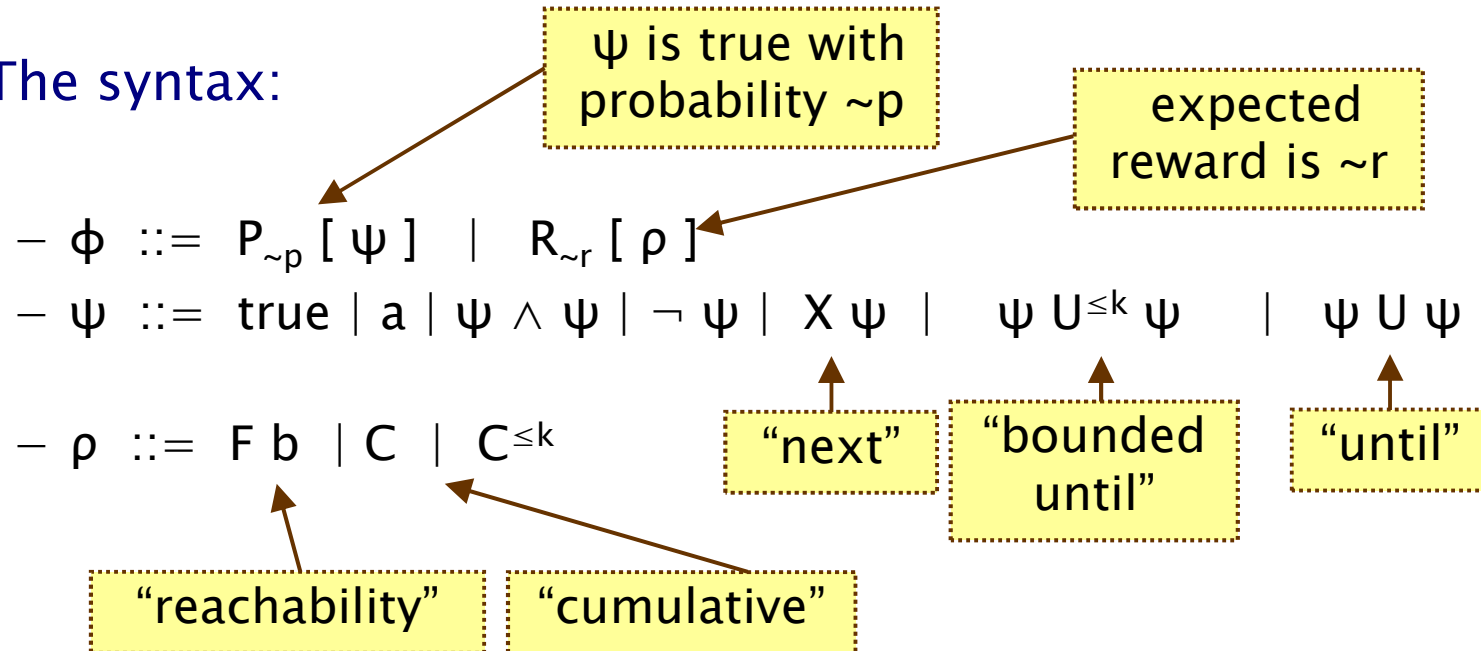 ψ is true with
probability ~p
The syntax:
expected
reward is ~r
– ϕ ::= P~p [ ψ ] | R~r [ ρ ]
– ψ ::= true | a | ψ ∧ ψ | ¬ ψ | X ψ | ψ U≤k ψ | ψ U ψ
– ρ ::= F b | C | C≤k
“next”
“bounded
until”
“until”
“reachability”
“cumulative”